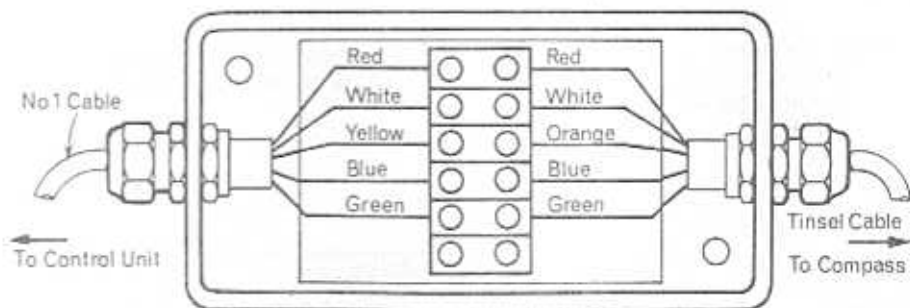 Red
Red
No 1 Cable
White
White
Yellow
Orange
Blue
Blue
Green
Green
Tinsel Cable
To Control Unit
To Compass